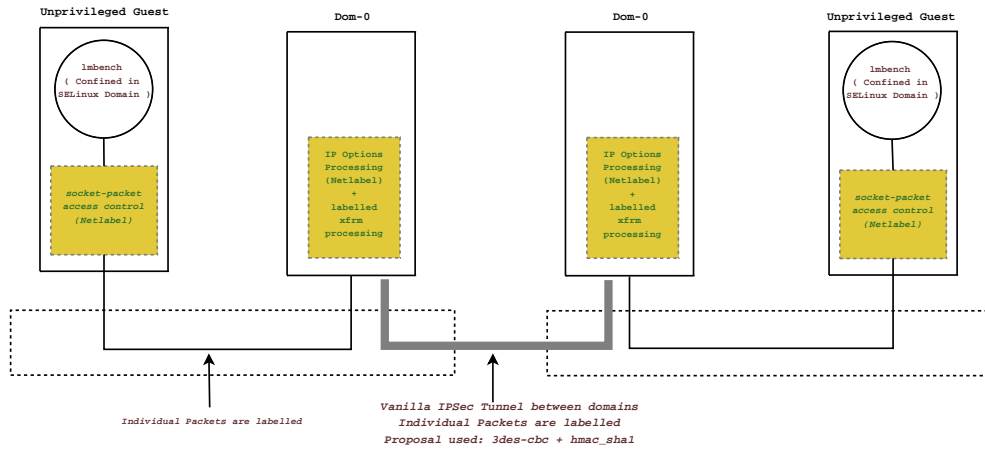 Unprivileged Guest
Dom-0
Dom-0
Unprivileged Guest
lmbench
( Confined in
SELinux Domain )
socket-packet
access control
(Netlabel)
IP Options
Processing
(Netlabel)
+
labelled
xfrm
processing
IP Options
Processing
(Netlabel)
+
labelled
xfrm
processing
lmbench
( Confined in
SELinux Domain )
socket-packet
access control
(Netlabel)
Individual Packets are labelled
Vanilla IPSec Tunnel between domains
Individual Packets are labelled
Proposal used: 3des-cbc + hmac_sha1